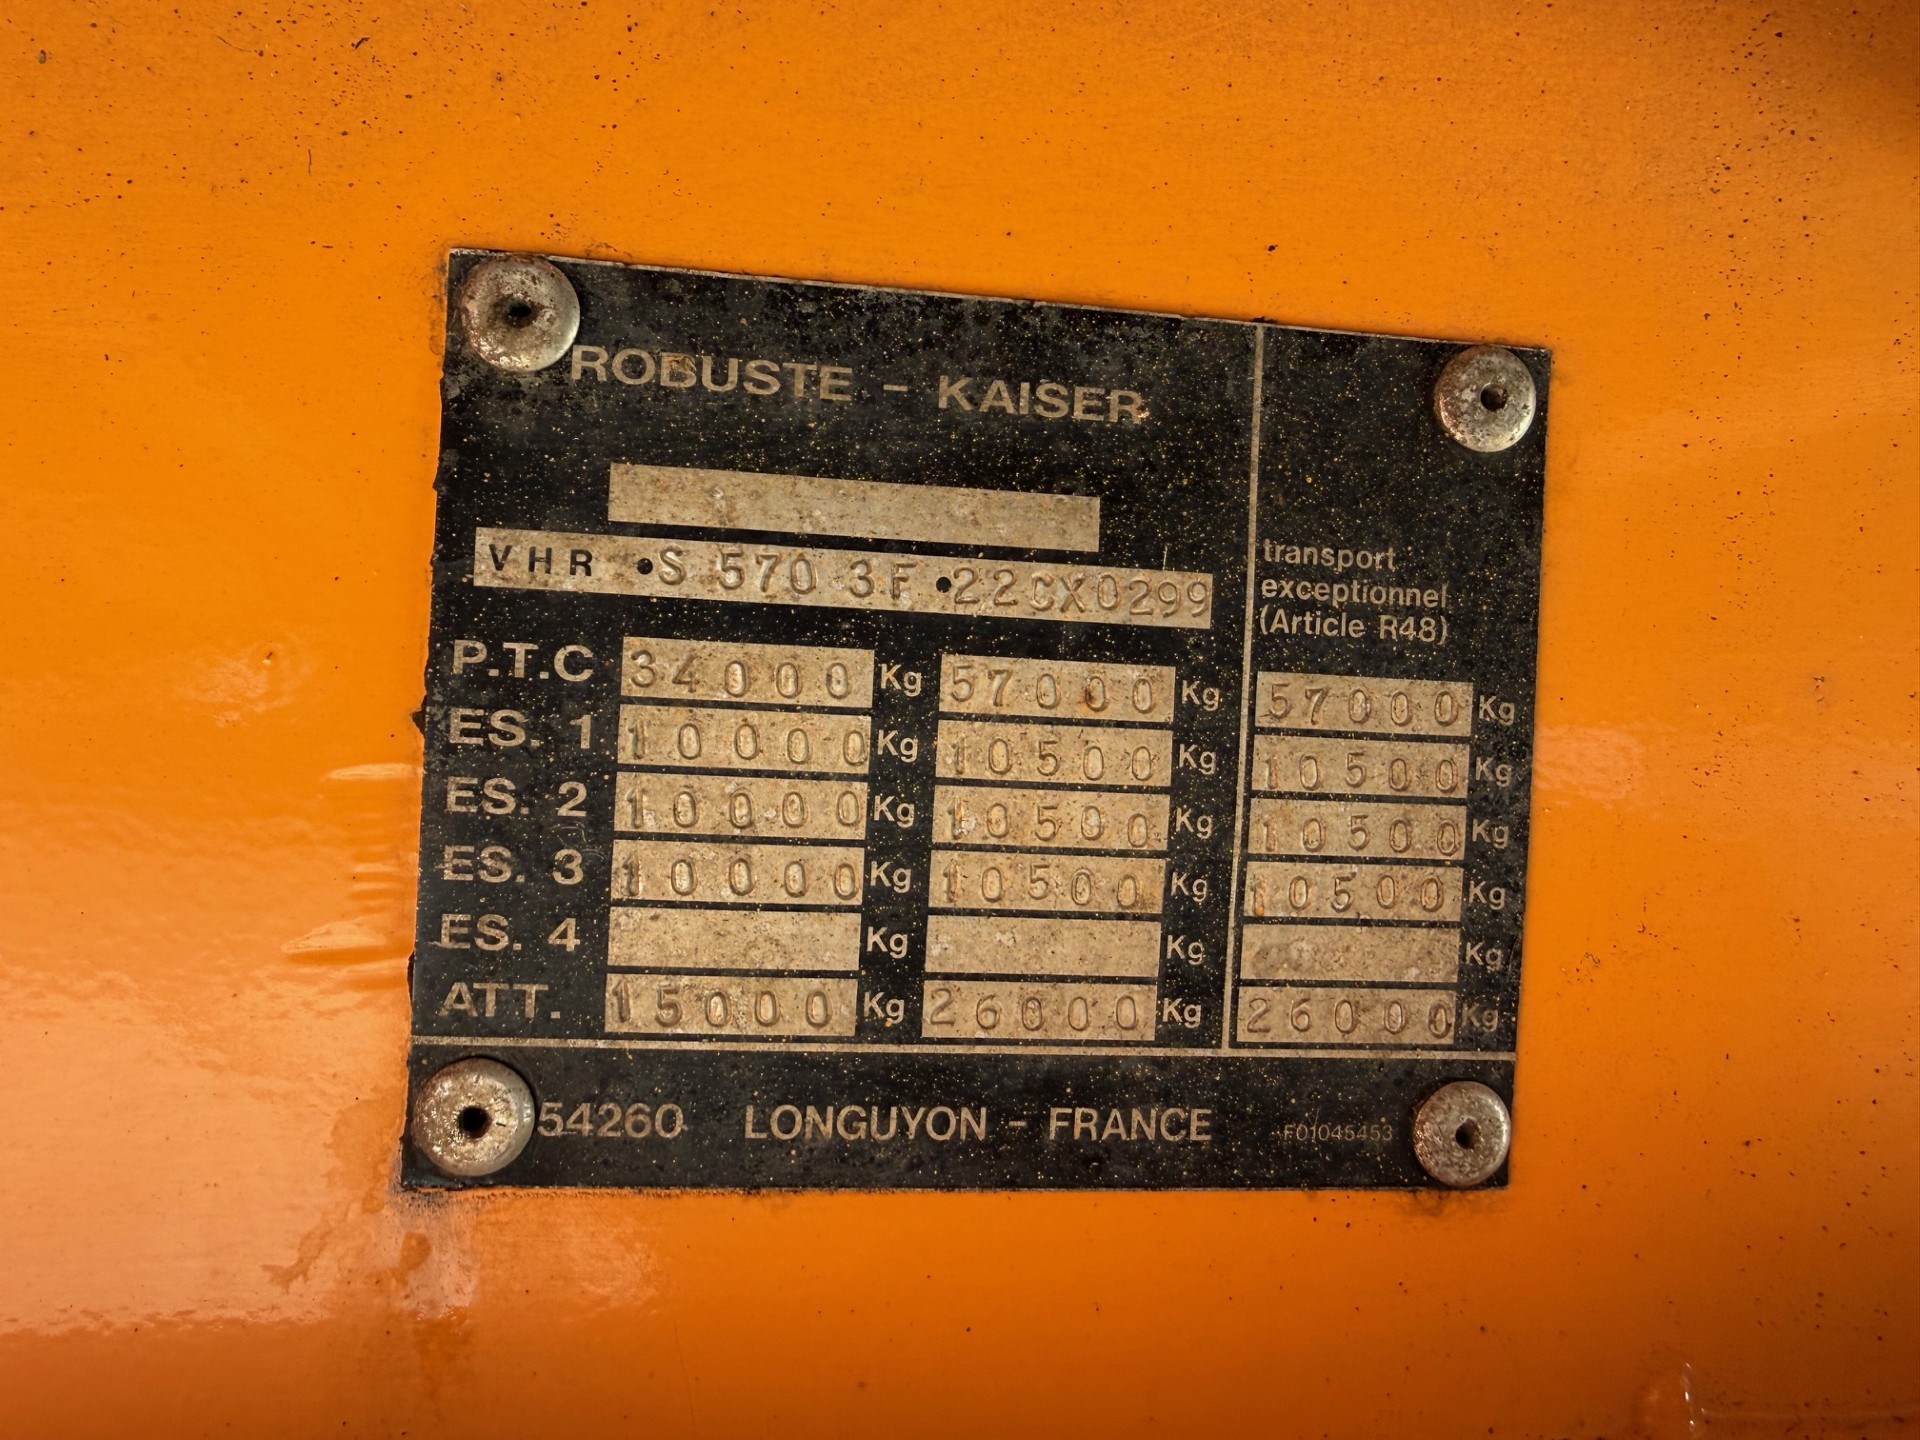 ROBUSTE - KAISER
VHR •S 570 3F •22CX0299
transport
exceptionnel
(Article R48)
P.T.C 34000 Kg 57000 Kg 57000 Kg
ES. 1 10000 Kg 10500 Kg 10500 Kg
ES. 2 10000 Kg 10500 Kg 10500 Kg
ES. 3 10000 Kg 10500 Kg 10500 Kg
ES. 4 Kg Kg Kg
ATT. 15000 Kg 26000 Kg 26000 Kg
54260 LONGUYON - FRANCE F01045453